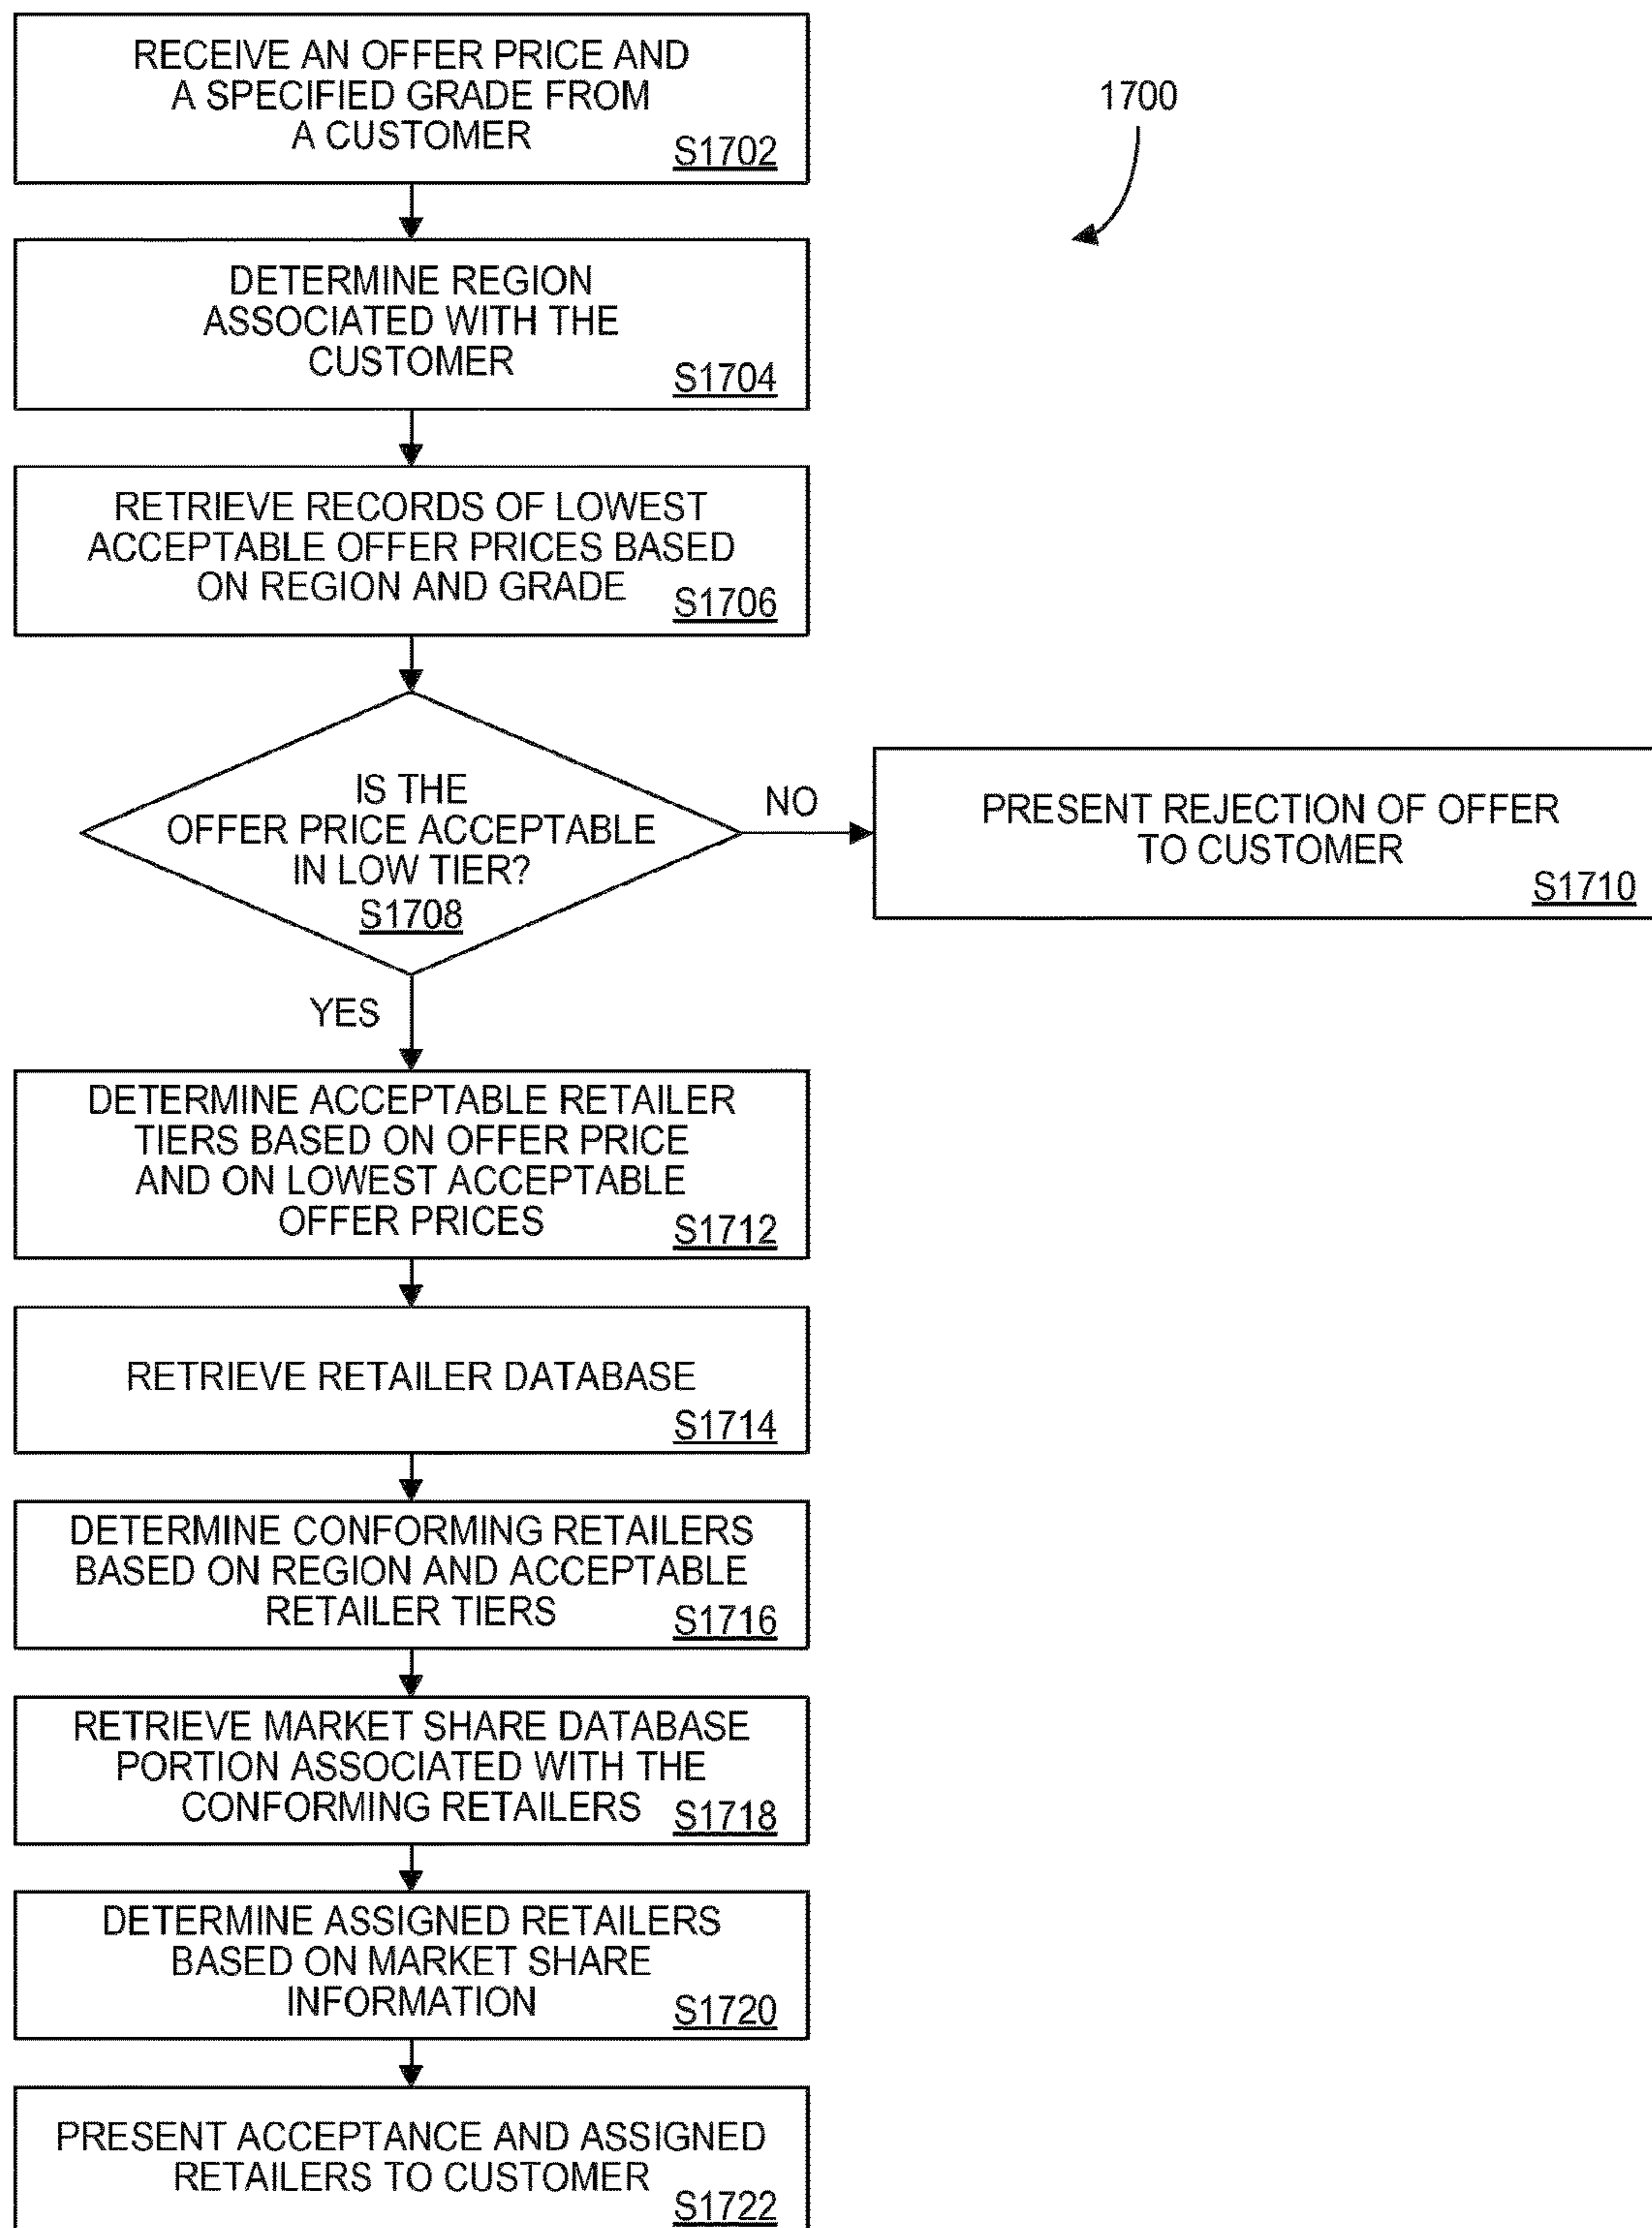 RECEIVE AN OFFER PRICE AND
A SPECIFIED GRADE FROM
A CUSTOMER
S1702
1700
DETERMINE REGION
ASSOCIATED WITH THE
CUSTOMER
S1704
RETRIEVE RECORDS OF LOWEST
ACCEPTABLE OFFER PRICES BASED
ON REGION AND GRADE
S1706
IS THE
OFFER PRICE ACCEPTABLE
IN LOW TIER?
S1708
NO
PRESENT REJECTION OF OFFER
TO CUSTOMER
S1710
YES
DETERMINE ACCEPTABLE RETAILER
TIERS BASED ON OFFER PRICE
AND ON LOWEST ACCEPTABLE
OFFER PRICES
S1712
RETRIEVE RETAILER DATABASE
S1714
DETERMINE CONFORMING RETAILERS
BASED ON REGION AND ACCEPTABLE
RETAILER TIERS
S1716
RETRIEVE MARKET SHARE DATABASE
PORTION ASSOCIATED WITH THE
CONFORMING RETAILERS
S1718
DETERMINE ASSIGNED RETAILERS
BASED ON MARKET SHARE
INFORMATION
S1720
PRESENT ACCEPTANCE AND ASSIGNED
RETAILERS TO CUSTOMER
S1722